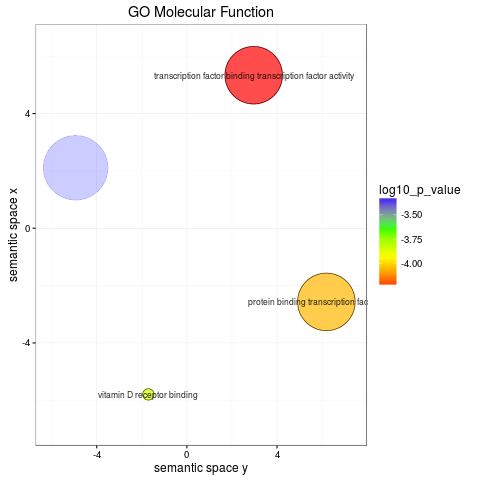 GO Molecular Function
transcription factor binding transcription factor activity
4
0
-4
protein binding transcription fac
vitamin D receptor binding
-4
0
4
semantic space y
semantic space x
log10_p_value
-3.50
-3.75
-4.00